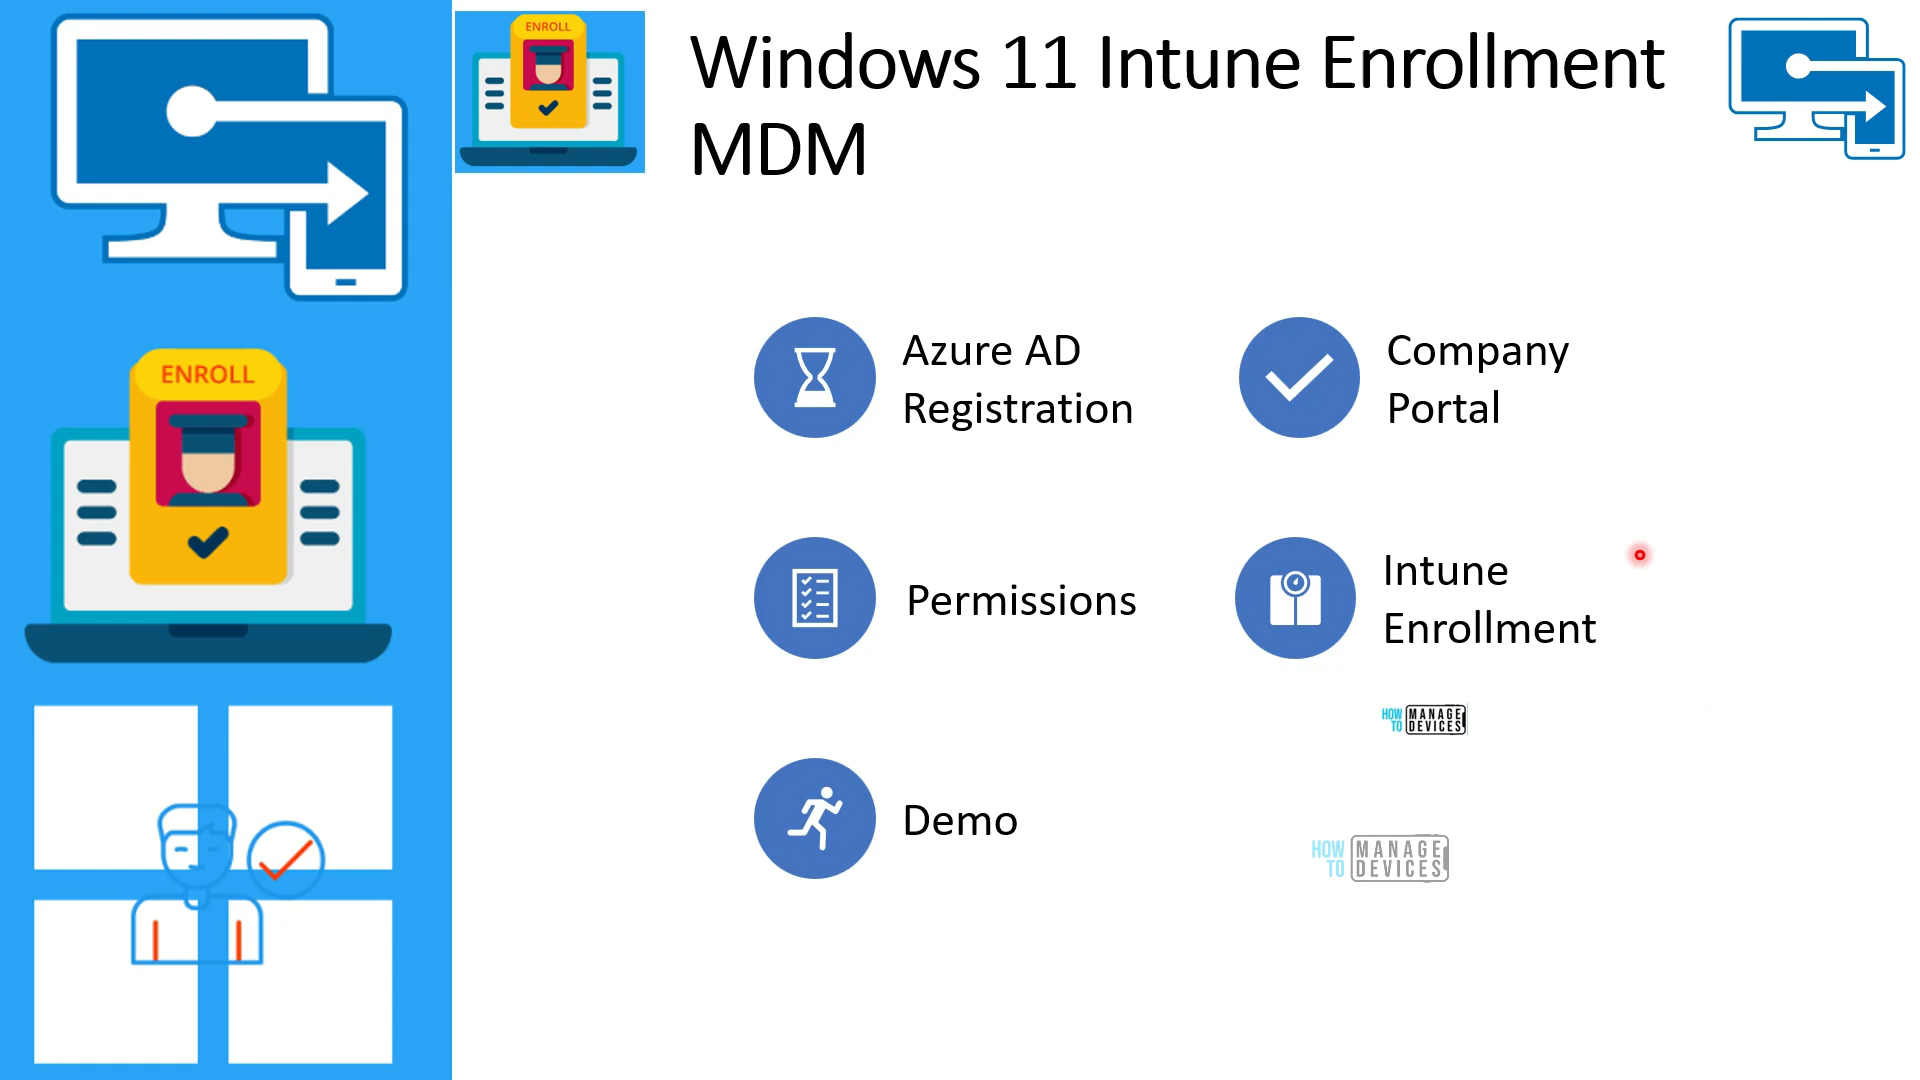 ENROLL
ENROLL
Windows 11 Intune Enrollment
MDM
Azure AD
Registration
Company
Portal
Permissions
Intune
Enrollment
HOW TO MANAGE DEVICES
Demo
HOW TO MANAGE DEVICES